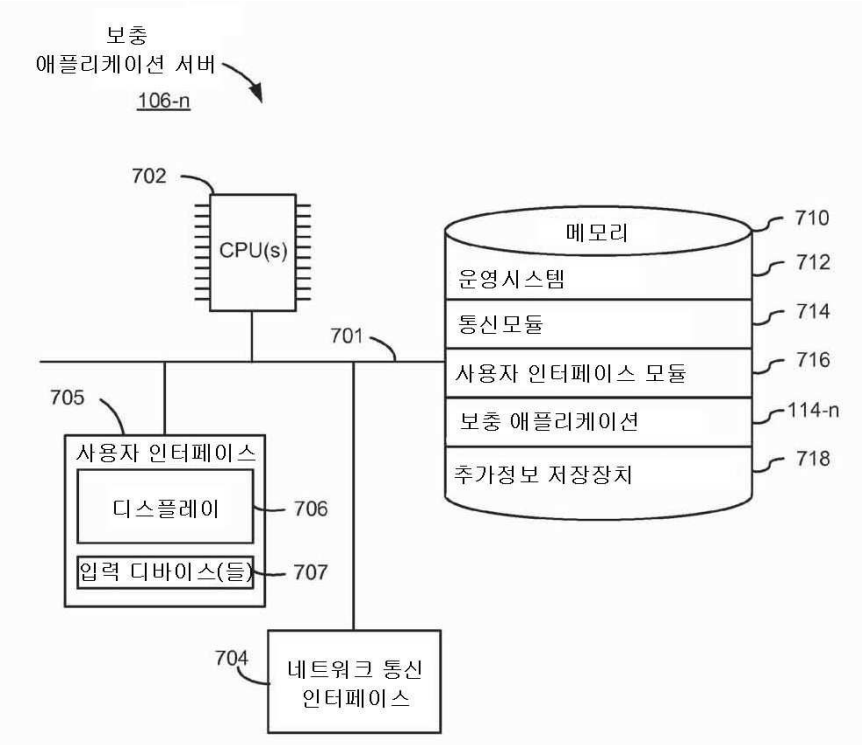 보충
애플리케이션 서버
106-n
702
CPU(s)
710
메모리
712
운영시스템
714
통신모듈
701
716
사용자 인터페이스 모듈
705
114-n
보충 애플리케이션
사용자 인터페이스
718
추가정보 저장장치
디스플레이
706
입력 디바이스(들)
707
704
네트워크 통신
인터페이스